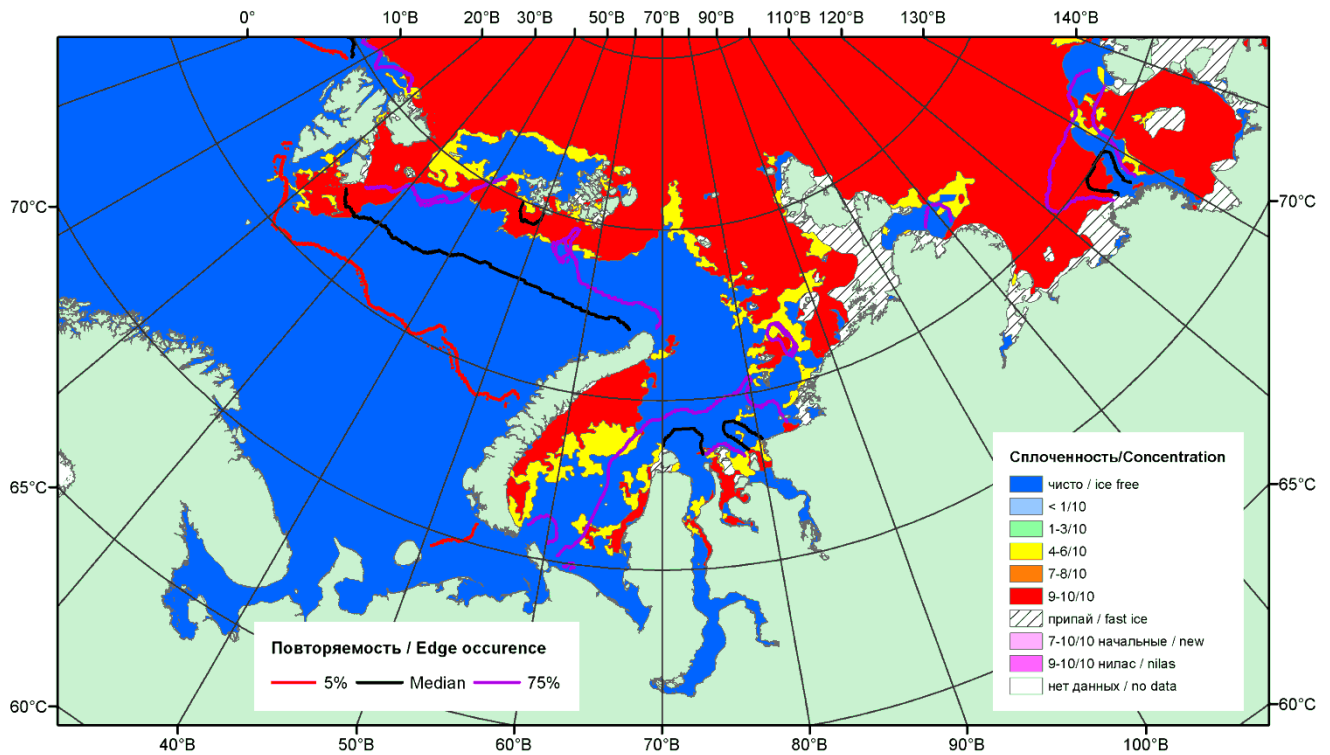 0° 10°В 20°В 30°В 50°В 70°В 90°В 110°В 120°В 130°В 140°В
70°С 70°С
65°С 65°С
60°С 60°С
Сплоченность/Concentration
чисто / ice free
< 1/10
1-3/10
4-6/10
7-8/10
9-10/10
припай / fast ice
7-10/10 начальные / new
9-10/10 нилас / nilas
нет данных / no data
Повторяемость / Edge occurence
5% Median 75%
40°В 50°В 60°В 70°В 80°В 90°В 100°В